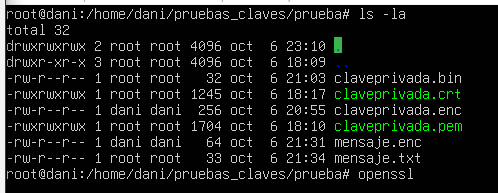 root@dani:/home/dani/pruebas_claves/prueba# ls -la
total 32
drwxrwxrwx 2 root root 4096 oct  6 23:10 .
drwxr-xr-x 3 root root 4096 oct  6 18:09 ..
-rw-r--r-- 1 root root   32 oct  6 21:03 claveprivada.bin
-rwxrwxrwx 1 root root 1245 oct  6 18:17 claveprivada.crt
-rw-r--r-- 1 dani dani  256 oct  6 20:55 claveprivada.enc
-rwxrwxrwx 1 root root 1704 oct  6 18:10 claveprivada.pem
-rw-r--r-- 1 dani dani   64 oct  6 21:31 mensaje.enc
-rw-r--r-- 1 root root   33 oct  6 21:34 mensaje.txt
root@dani:/home/dani/pruebas_claves/prueba# openssl